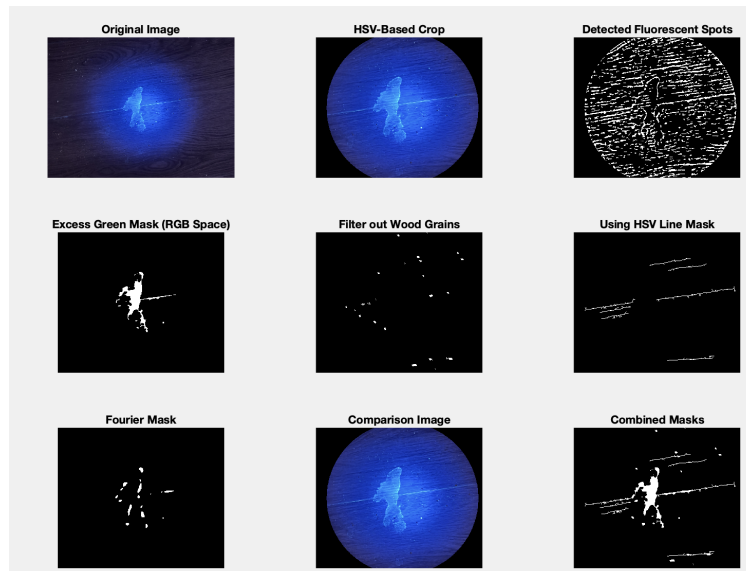 Original Image
HSV-Based Crop
Detected Fluorescent Spots
Excess Green Mask (RGB Space)
Filter out Wood Grains
Using HSV Line Mask
Fourier Mask
Comparison Image
Combined Masks